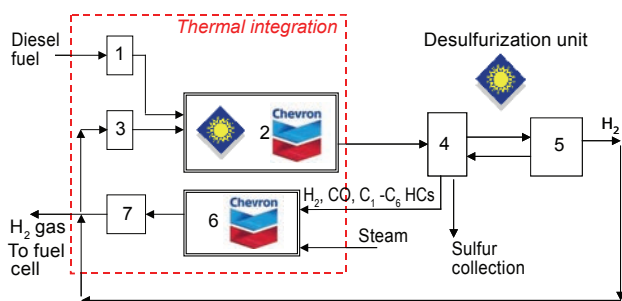 Thermal integration
Diesel
fuel
1
Desulfurization unit
3
2
Chevron
4
5
H₂
H₂, CO, C₁ -C₆ HCs
7
6
Chevron
H₂ gas
To fuel
cell
Steam
Sulfur
collection